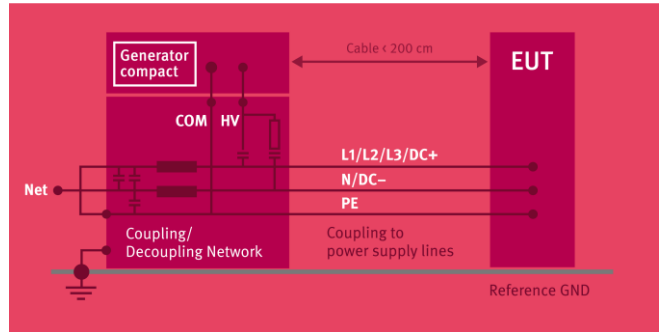 Generator
compact
Cable < 200 cm
EUT
COM HV
L1/L2/L3/DC+
N/DC–
Net
PE
Coupling/
Decoupling Network
Coupling to
power supply lines
Reference GND